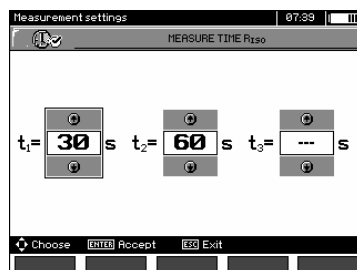 Measurement settings 07:39
MEASURE TIME RISO
t1= 30 s t2= 60 s t3= --- s
Choose ENTER Accept ESC Exit